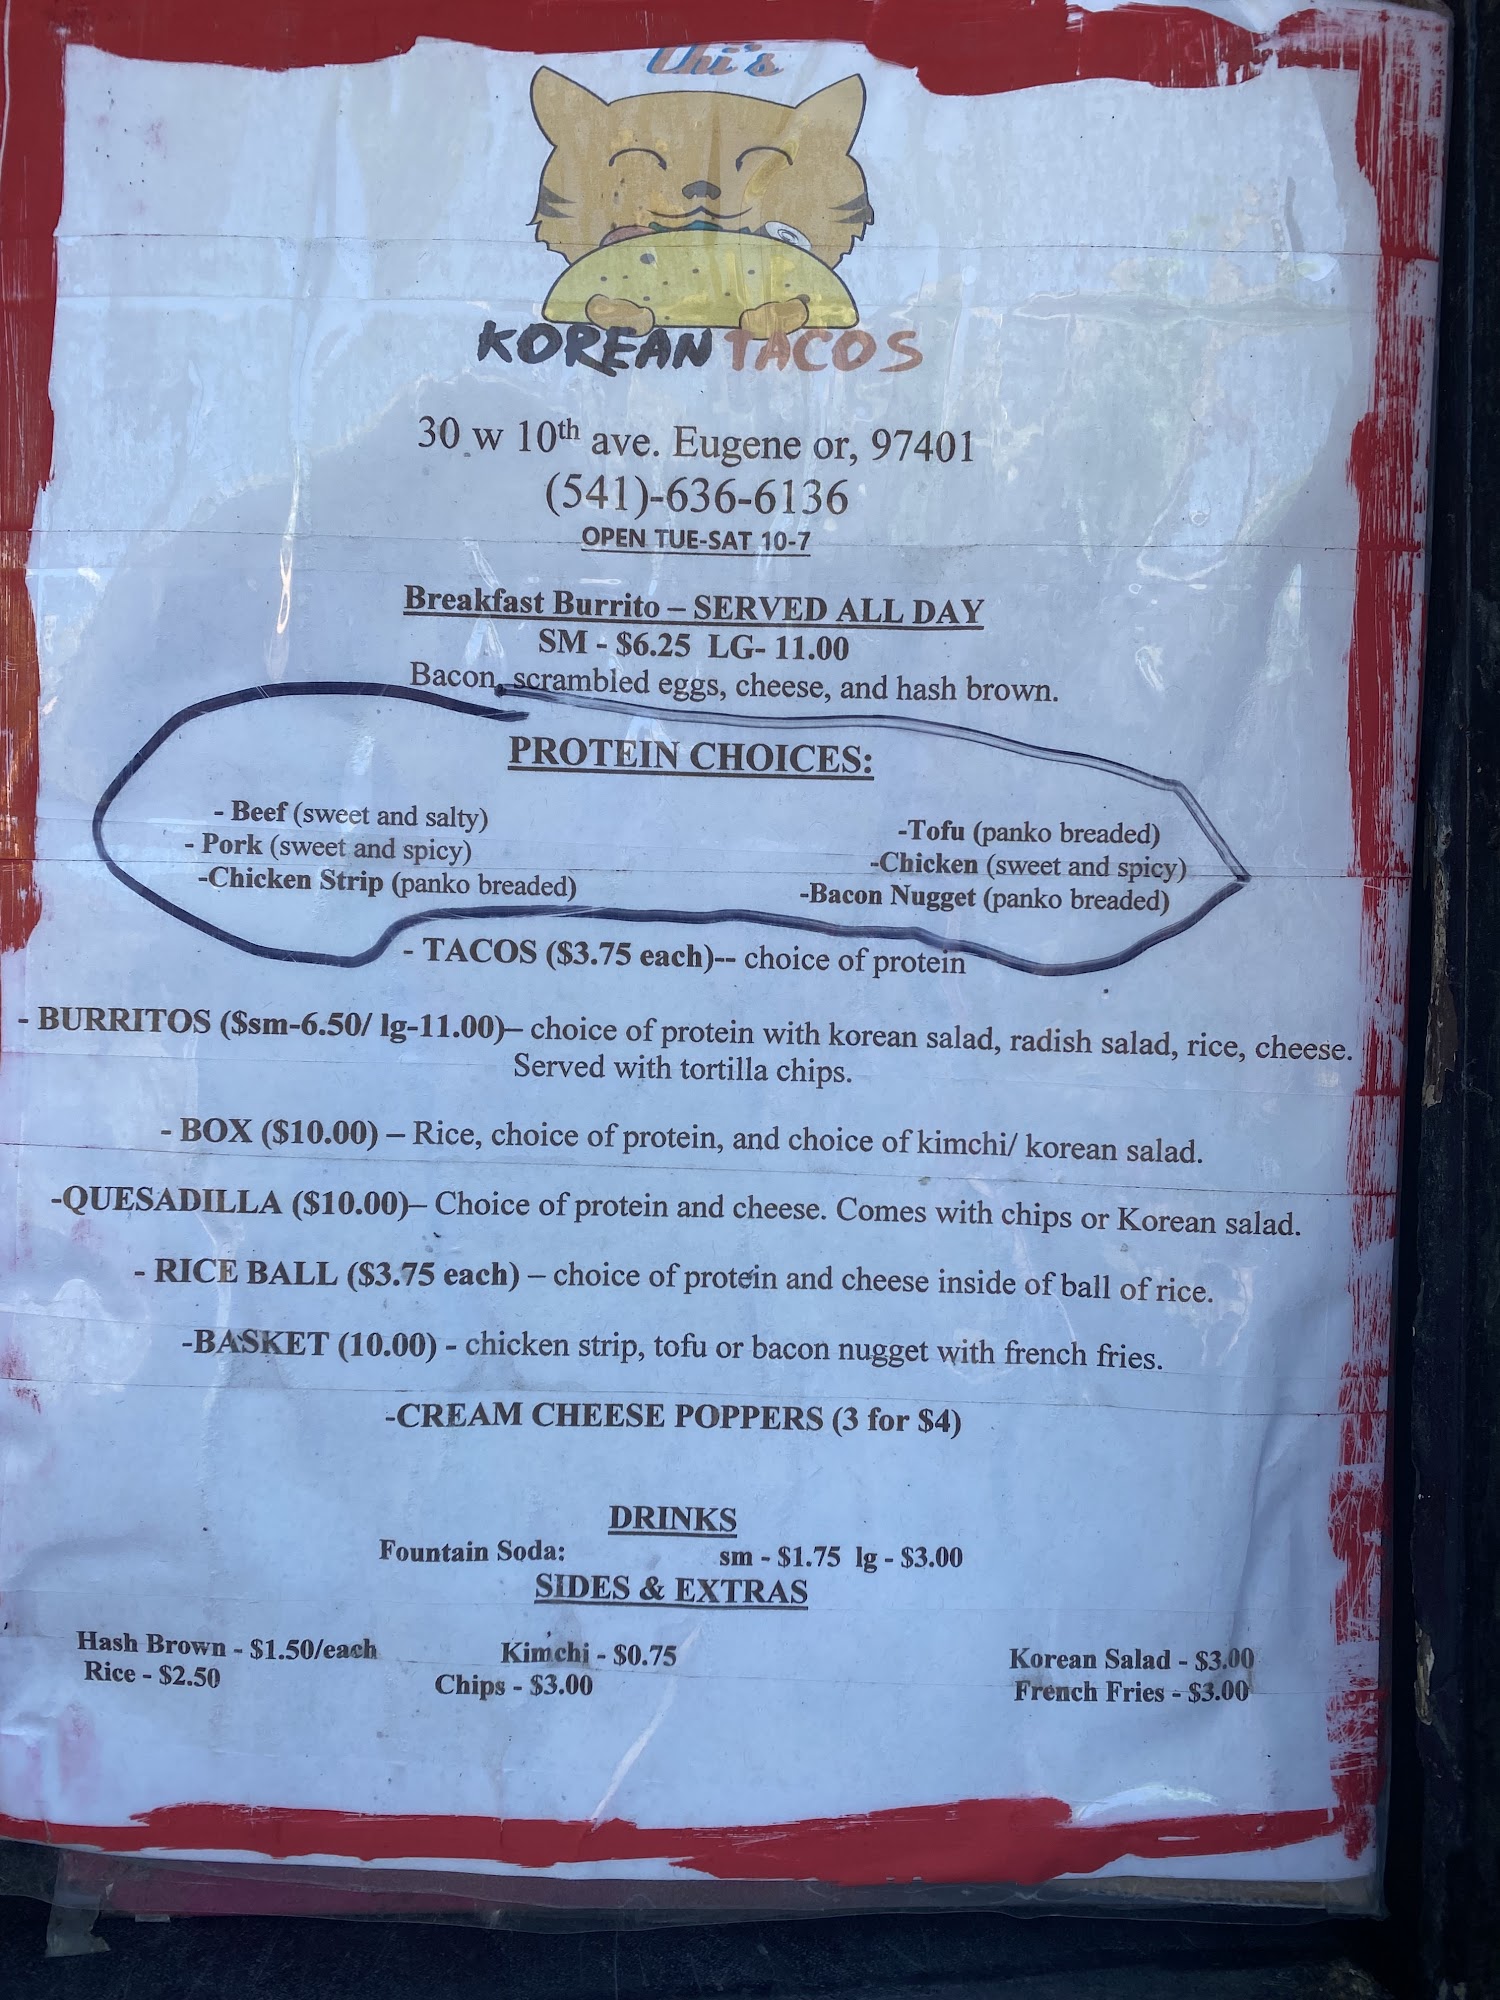 Chi's
KOREAN TACOS
30 w 10th ave. Eugene or, 97401
(541)-636-6136
OPEN TUE-SAT 10-7
Breakfast Burrito – SERVED ALL DAY
SM - $6.25 LG- 11.00
Bacon, scrambled eggs, cheese, and hash brown.
PROTEIN CHOICES:
- Beef (sweet and salty)
- Pork (sweet and spicy)
-Chicken Strip (panko breaded)
-Tofu (panko breaded)
-Chicken (sweet and spicy)
-Bacon Nugget (panko breaded)
- TACOS ($3.75 each)-- choice of protein
- BURRITOS ($sm-6.50/ lg-11.00)– choice of protein with korean salad, radish salad, rice, cheese.
Served with tortilla chips.
- BOX ($10.00) – Rice, choice of protein, and choice of kimchi/ korean salad.
-QUESADILLA ($10.00)– Choice of protein and cheese. Comes with chips or Korean salad.
- RICE BALL ($3.75 each) – choice of protein and cheese inside of ball of rice.
-BASKET (10.00) - chicken strip, tofu or bacon nugget with french fries.
-CREAM CHEESE POPPERS (3 for $4)
DRINKS
Fountain Soda: sm - $1.75 lg - $3.00
SIDES & EXTRAS
Hash Brown - $1.50/each Kimchi - $0.75 Korean Salad - $3.00
Rice - $2.50 Chips - $3.00 French Fries - $3.00